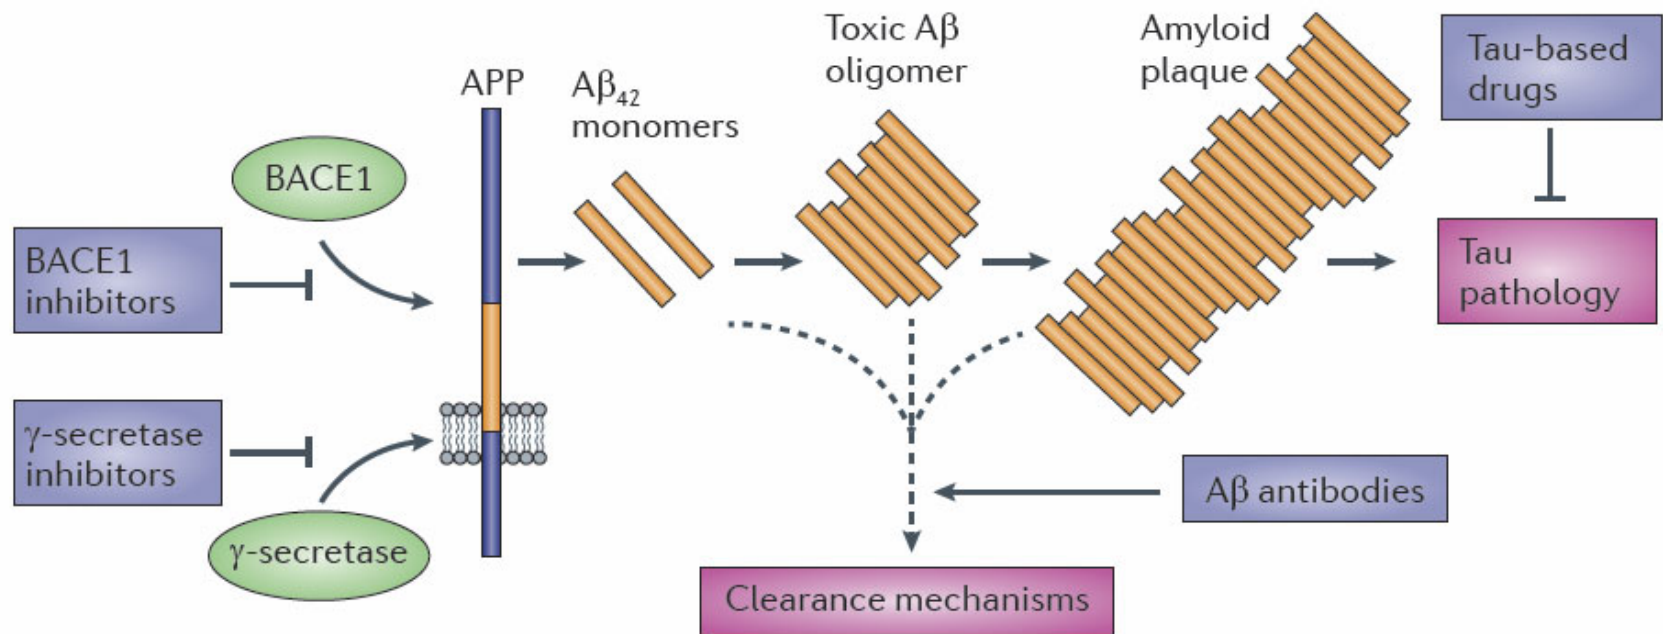 APP
Aβ₄₂
monomers
Toxic Aβ
oligomer
Amyloid
plaque
Tau-based
drugs
BACE1
BACE1
inhibitors
Tau
pathology
γ-secretase
inhibitors
γ-secretase
Aβ antibodies
Clearance mechanisms